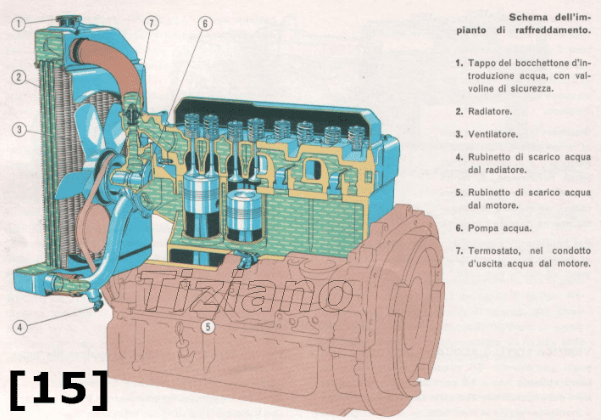 Schema dell'im-
pianto di raffreddamento.
1. Tappo del bocchettone d'in-
troduzione acqua, con val-
voline di sicurezza.
2. Radiatore.
3. Ventilatore.
4. Rubinetto di scarico acqua
dal radiatore.
5. Rubinetto di scarico acqua
dal motore.
6. Pompa acqua.
7. Termostato, nel condotto
d'uscita acqua dal motore.
1
7
6
2
3
4
5
Tiziano
[15]